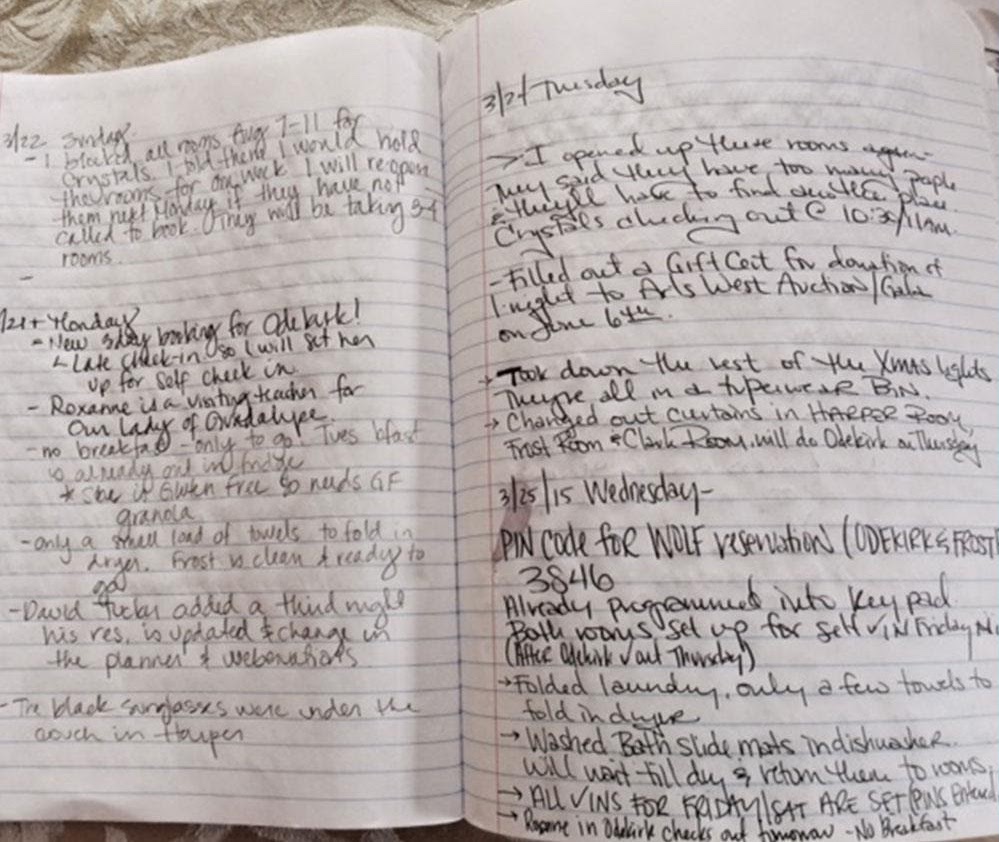 3/22 Sunday
- I blocked all rooms Aug 7-11 for
Crystals. I told them I would hold
the rooms for one week. I will reopen
them next Monday if they have not
called to book. They will be taking 3-4
rooms.
-
Monday
- New 3day booking for Odekirk!
Late check-in so I will set her
up for self check in.
- Roxanne is a visiting teacher for
Our Lady of Guadalupe.
- no breakfast - only to go. Tues bfast
is already out in fridge
* She is Gluten free so needs GF
granola
- only a small load of towels to fold in
dryer. Frost is clean & ready to
go!
- David Tucker added a third night
his res. is updated & change in
the planner & webervations
- The black sunglasses were under the
couch in Harper
3/24 Tuesday
> I opened up these rooms again-
They said they have too many people
& they'll have to find another place.
Crystals checking out @ 10:30/11am.
- Filled out a Gift Cert for donation of
1 night to Arts West Auction/Gala
on June 6th.
→ Took down the rest of the Xmas lights
They're all in a tuperwear Bin.
→ Changed out curtains in HARPER Room,
Frost Room & Clark Room, will do Odekirk on Thursday
3/25/15 Wednesday-
PIN code for WOLF reservation (ODEKIRK & FROST
3846
Already programmed into key pad
Both rooms set up for self √ IN Friday
(After Odekirk √ out Thursday)
→ Folded laundry, only a few towels to
fold in dryer
→ Washed Bath slide mats in dishwasher.
Will wait till dry & return them to rooms.
→ ALL √INS FOR FRIDAY/SAT ARE SET (PINS Entered
→ in Odekirk checks out tomorrow - No Breakfast